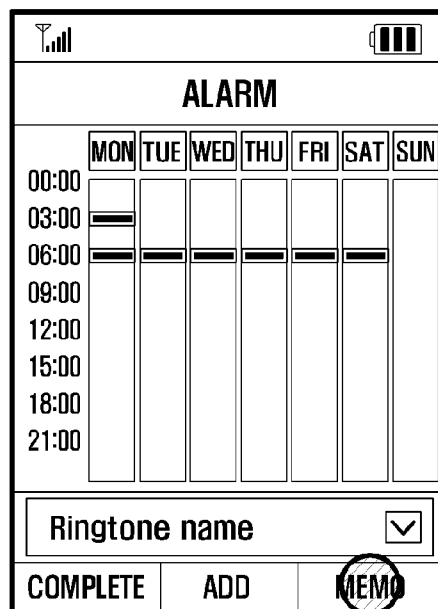 ALARM
MON TUE WED THU FRI SAT SUN
00:00
03:00
06:00
09:00
12:00
15:00
18:00
21:00
Ringtone name
COMPLETE ADD MEMO